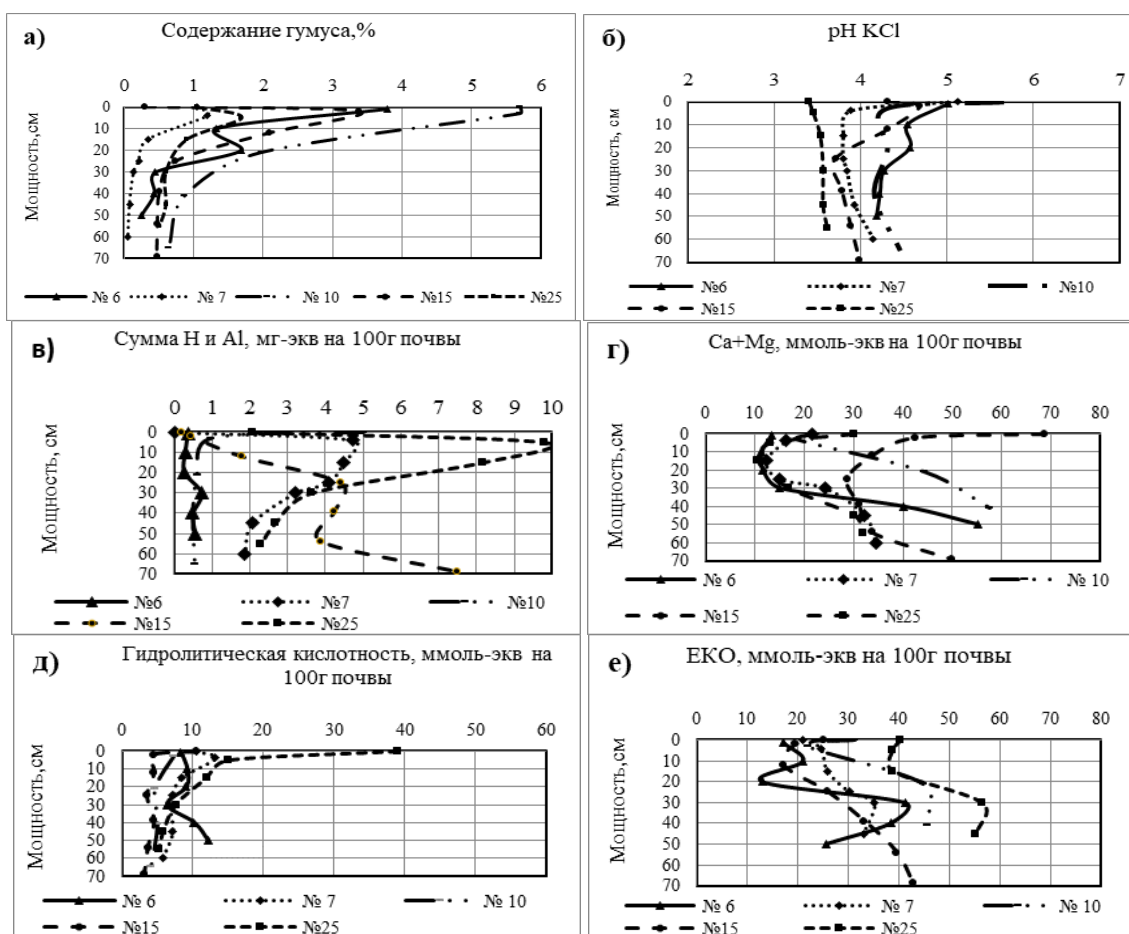 а)
Содержание гумуса,%
0 1 2 3 4 5 6
Мощность,см
0
10
20
30
40
50
60
70
№ 6 № 7 № 10 №15 №25
б)
pH KCl
2 3 4 5 6 7
Мощность, см
0
10
20
30
40
50
60
70
№6 №7 №10
№15 №25
в)
Сумма Н и Al, мг-экв на 100г почвы
0 1 2 3 4 5 6 7 8 9 10
Мощность, см
0
10
20
30
40
50
60
70
№6 №7 №10
№15 №25
г)
Ca+Mg, ммоль-экв на 100г почвы
0 10 20 30 40 50 60 70 80
Мощность, см
0
10
20
30
40
50
60
70
№ 6 № 7 № 10
№15 №25
д)
Гидролитическая кислотность, ммоль-экв на
100г почвы
0 10 20 30 40 50 60
Мощность,см
0
10
20
30
40
50
60
70
№ 6 № 7 № 10
№15 №25
е)
ЕКО, ммоль-экв на 100г почвы
0 10 20 30 40 50 60 70 80
Мощность,см
0
10
20
30
40
50
60
70
№ 6 № 7 № 10
№15 №25